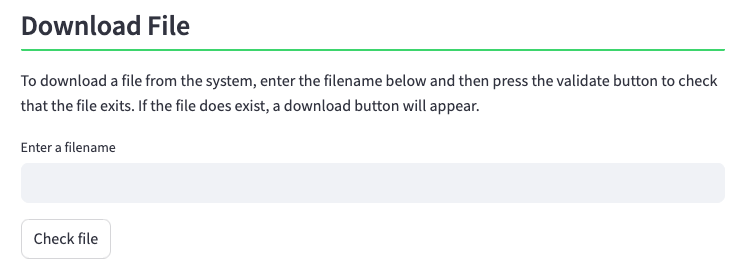 Download File
To download a file from the system, enter the filename below and then press the validate button to check
that the file exits. If the file does exist, a download button will appear.
Enter a filename
Check file